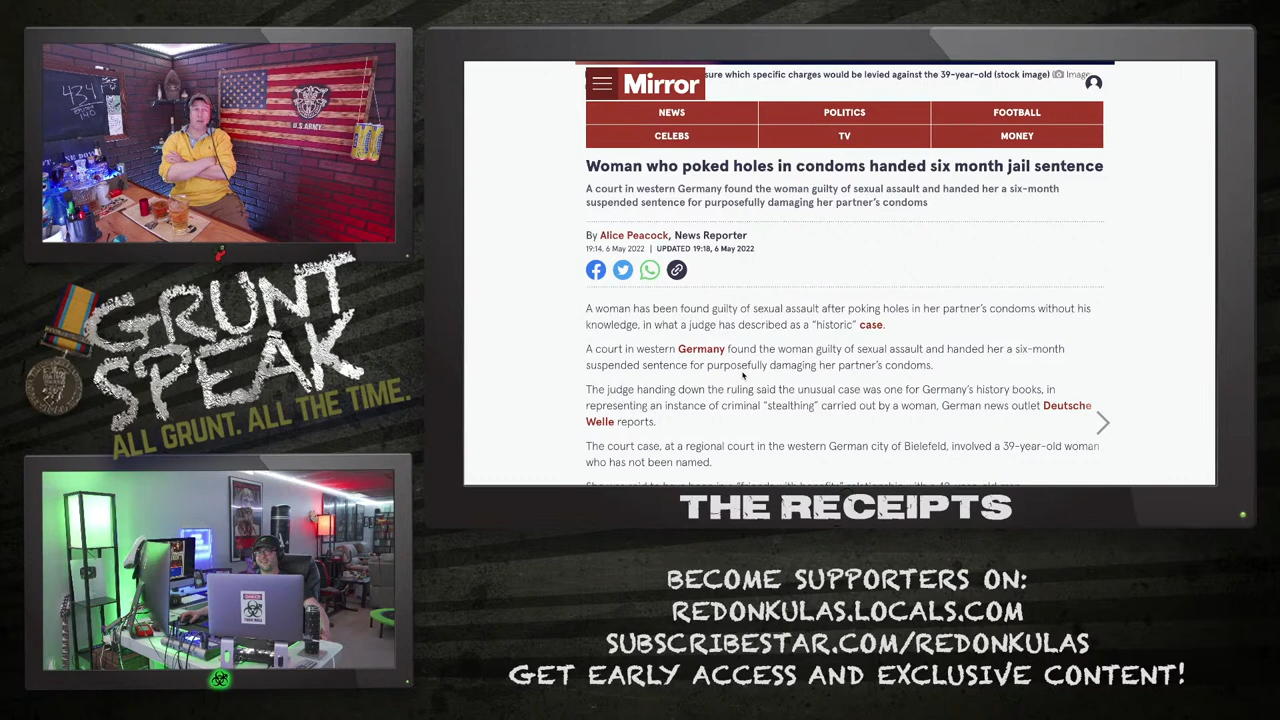 434
140
U.S. ARMY
GRUNT
SPEAK
ALL GRUNT. ALL THE TIME.
sure which specific charges would be levied against the 39-year-old (stock image) Image
Mirror
NEWS POLITICS FOOTBALL
CELEBS TV MONEY
Woman who poked holes in condoms handed six month jail sentence
A court in western Germany found the woman guilty of sexual assault and handed her a six-month
suspended sentence for purposefully damaging her partner's condoms
By Alice Peacock, News Reporter
19:14, 6 May 2022 | UPDATED 19:18, 6 May 2022
A woman has been found guilty of sexual assault after poking holes in her partner's condoms without his
knowledge, in what a judge has described as a "historic" case.
A court in western Germany found the woman guilty of sexual assault and handed her a six-month
suspended sentence for purposefully damaging her partner's condoms.
The judge handing down the ruling said the unusual case was one for Germany's history books, in
representing an instance of criminal "stealthing" carried out by a woman, German news outlet Deutsche
Welle reports.
The court case, at a regional court in the western German city of Bielefeld, involved a 39-year-old woman
who has not been named.
THE RECEIPTS
BECOME SUPPORTERS ON:
REDONKULAS.LOCALS.COM
SUBSCRIBESTAR.COM/REDONKULAS
GET EARLY ACCESS AND EXCLUSIVE CONTENT!